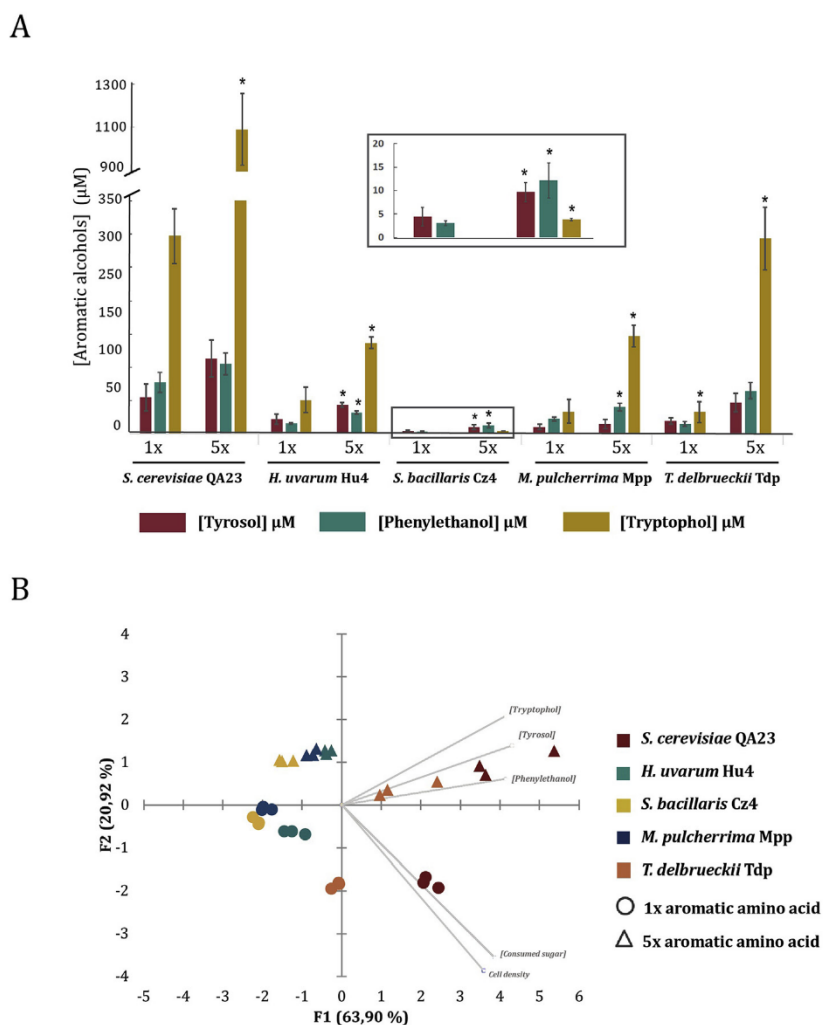 A
1300
1100
900
350
300
200
150
100
50
0
[Aromatic alcohols] (µM)
20
15
10
5
0
* * *
* * * * * * * * * *
1x 5x 1x 5x 1x 5x 1x 5x 1x 5x
S. cerevisiae QA23 H. uvarum Hu4 S. bacillaris Cz4 M. pulcherrima Mpp T. delbrueckii Tdp
[Tyrosol] µM [Phenylethanol] µM [Tryptophol] µM
B
4
3
2
1
0
-1
-2
-3
-4
F2 (20,92 %)
[Tryptophol]
[Tyrosol]
[Phenylethanol]
[Consumed sugar]
Cell density
-5 -4 -3 -2 -1 0 1 2 3 4 5 6
F1 (63,90 %)
S. cerevisiae QA23
H. uvarum Hu4
S. bacillaris Cz4
M. pulcherrima Mpp
T. delbrueckii Tdp
1x aromatic amino acid
5x aromatic amino acid